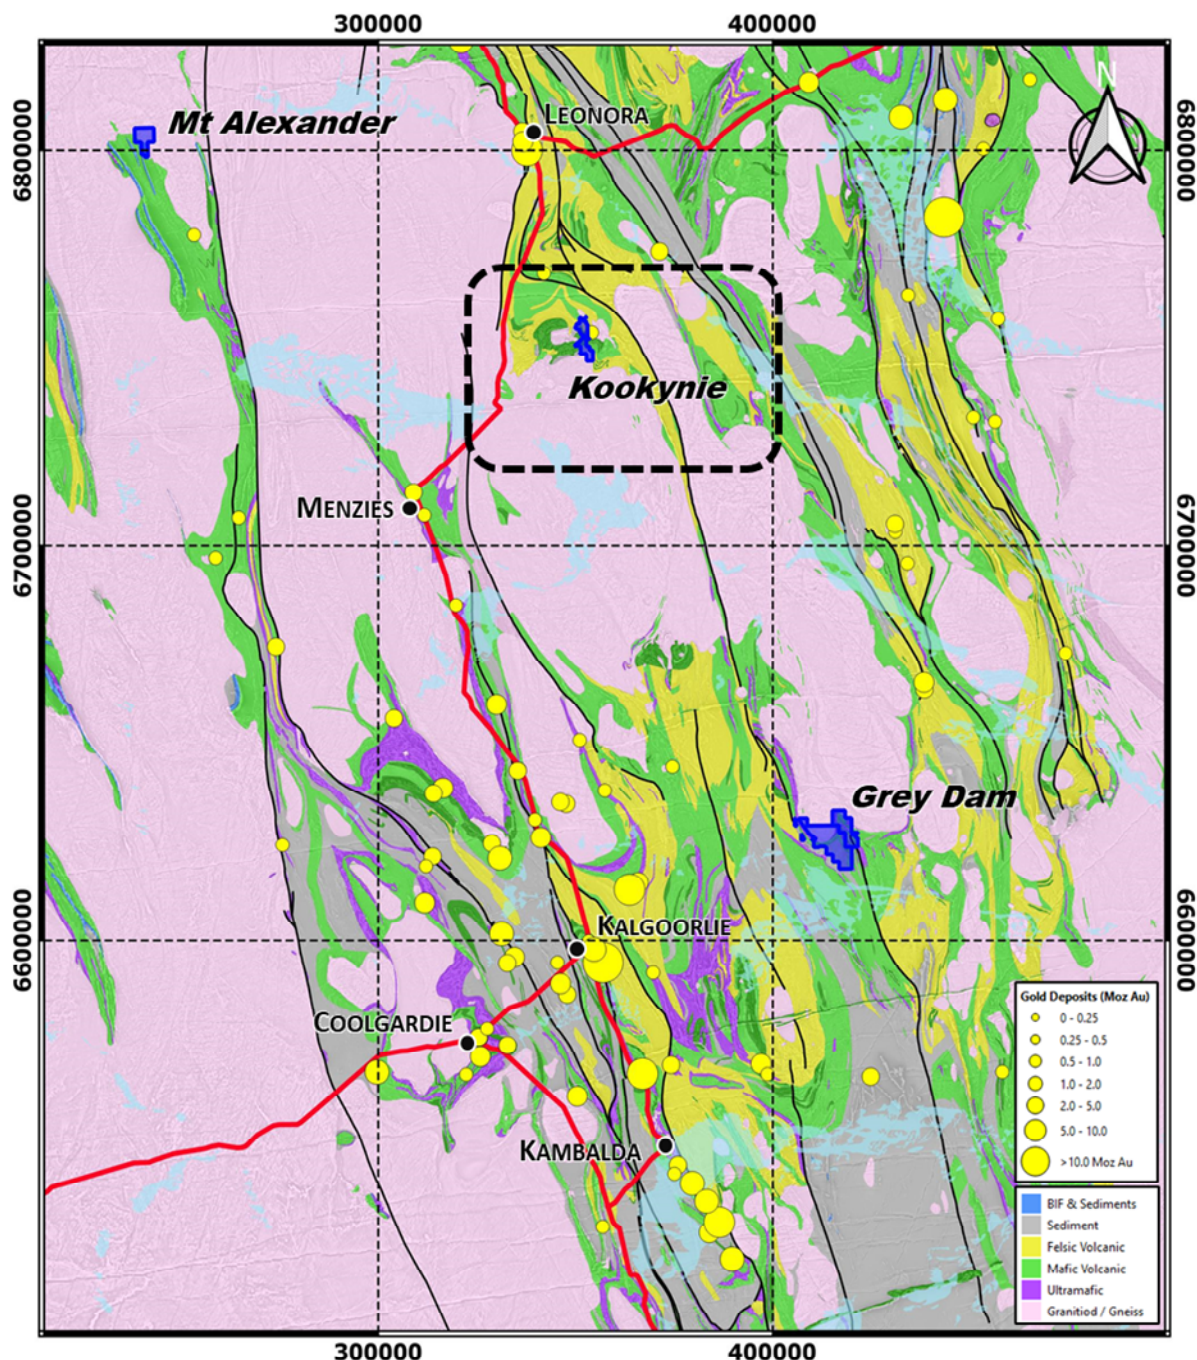 300000
400000
6800000
6800000
N
Mt Alexander
LEONORA
Kookynie
MENZIES
6700000
6700000
Grey Dam
KALGOORLIE
6600000
6600000
COOLGARDIE
KAMBALDA
Gold Deposits (Moz Au)
0 - 0.25
0.25 - 0.5
0.5 - 1.0
1.0 - 2.0
2.0 - 5.0
5.0 - 10.0
>10.0 Moz Au
BIF & Sediments
Sediment
Felsic Volcanic
Mafic Volcanic
Ultramafic
Granitiod / Gneiss
300000
400000